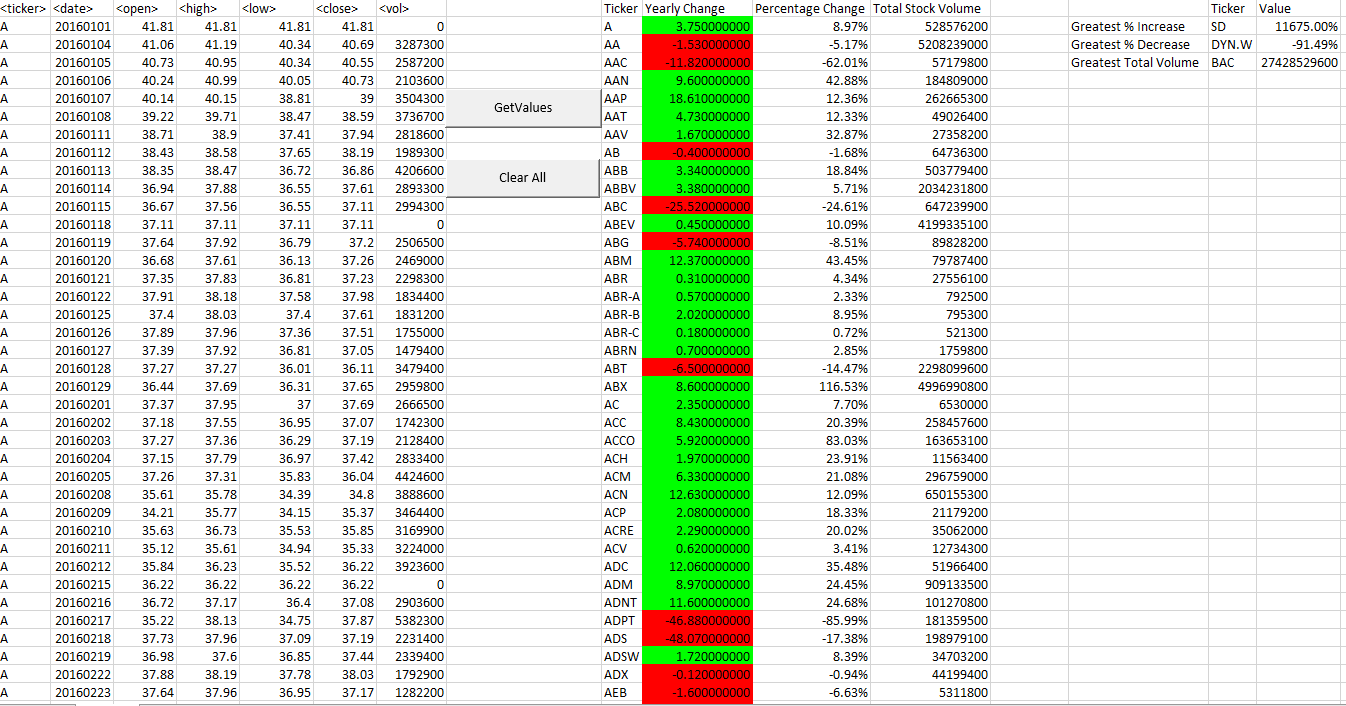 <ticker> <date> <open> <high> <low> <close> <vol> Ticker Yearly Change Percentage Change Total Stock Volume Ticker Value
A 20160101 41.81 41.81 41.81 41.81 0 A 3.750000000 8.97% 528576200 Greatest % Increase SD 11675.00%
A 20160104 41.06 41.19 40.34 40.69 3287300 AA -1.530000000 -5.17% 5208239000 Greatest % Decrease DYN.W -91.49%
A 20160105 40.73 40.95 40.34 40.55 2587200 AAC -11.820000000 -62.01% 57179800 Greatest Total Volume BAC 27428529600
A 20160106 40.24 40.99 40.05 40.73 2103600 AAN 9.600000000 42.88% 184809000
A 20160107 40.14 40.15 38.81 39 3504300 AAP 18.610000000 12.36% 262665300
GetValues
A 20160108 39.22 39.71 38.47 38.59 3736700 AAT 4.730000000 12.33% 49026400
A 20160111 38.71 38.9 37.41 37.94 2818600 AAV 1.670000000 32.87% 27358200
A 20160112 38.43 38.58 37.65 38.19 1989300 AB -0.400000000 -1.68% 64736300
A 20160113 38.35 38.47 36.72 36.86 4206600 ABB 3.340000000 18.84% 503779400
Clear All
A 20160114 36.94 37.88 36.55 37.61 2893300 ABBV 3.380000000 5.71% 2034231800
A 20160115 36.67 37.56 36.55 37.11 2994300 ABC -25.520000000 -24.61% 647239900
A 20160118 37.11 37.11 37.11 37.11 0 ABEV 0.450000000 10.09% 4199335100
A 20160119 37.64 37.92 36.79 37.2 2506500 ABG -5.740000000 -8.51% 89828200
A 20160120 36.68 37.61 36.13 37.26 2469000 ABM 12.370000000 43.45% 79787400
A 20160121 37.35 37.83 36.81 37.23 2298300 ABR 0.310000000 4.34% 27556100
A 20160122 37.91 38.18 37.58 37.98 1834400 ABR-A 0.570000000 2.33% 792500
A 20160125 37.4 38.03 37.4 37.61 1831200 ABR-B 2.020000000 8.95% 795300
A 20160126 37.89 37.96 37.36 37.51 1755000 ABR-C 0.180000000 0.72% 521300
A 20160127 37.39 37.92 36.81 37.05 1479400 ABRN 0.700000000 2.85% 1759800
A 20160128 37.27 37.27 36.01 36.11 3479400 ABT -6.500000000 -14.47% 2298099600
A 20160129 36.44 37.69 36.31 37.65 2959800 ABX 8.600000000 116.53% 4996990800
A 20160201 37.37 37.95 37 37.69 2666500 AC 2.350000000 7.70% 6530000
A 20160202 37.18 37.55 36.95 37.07 1742300 ACC 8.430000000 20.39% 258457600
A 20160203 37.27 37.36 36.29 37.19 2128400 ACCO 5.920000000 83.03% 163653100
A 20160204 37.15 37.79 36.97 37.42 2833400 ACH 1.970000000 23.91% 11563400
A 20160205 37.26 37.31 35.83 36.04 4424600 ACM 6.330000000 21.08% 296759000
A 20160208 35.61 35.78 34.39 34.8 3888600 ACN 12.630000000 12.09% 650155300
A 20160209 34.21 35.77 34.15 35.37 3464400 ACP 2.080000000 18.33% 21179200
A 20160210 35.63 36.73 35.53 35.85 3169900 ACRE 2.290000000 20.02% 35062000
A 20160211 35.12 35.61 34.94 35.33 3224000 ACV 0.620000000 3.41% 12734300
A 20160212 35.84 36.23 35.52 36.22 3923600 ADC 12.060000000 35.48% 51966400
A 20160215 36.22 36.22 36.22 36.22 0 ADM 8.970000000 24.45% 909133500
A 20160216 36.72 37.17 36.4 37.08 2903600 ADNT 11.600000000 24.68% 101270800
A 20160217 35.22 38.13 34.75 37.87 5382300 ADPT -46.880000000 -85.99% 181359500
A 20160218 37.73 37.96 37.09 37.19 2231400 ADS -48.070000000 -17.38% 198979100
A 20160219 36.98 37.6 36.85 37.44 2339400 ADSW 1.720000000 8.39% 34703200
A 20160222 37.88 38.19 37.78 38.03 1792900 ADX -0.120000000 -0.94% 44199400
A 20160223 37.64 37.96 36.95 37.17 1282200 AEB -1.600000000 -6.63% 5311800